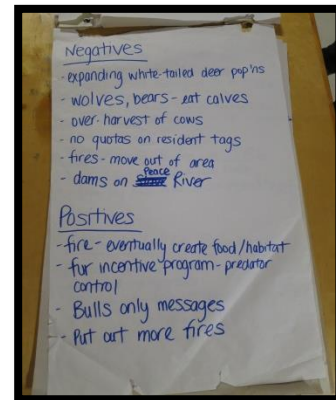 Negatives
- expanding white-tailed deer pop'ns
- wolves, bears - eat calves
- over-harvest of cows
- no quotas on resident tags
- fires - move out of area
- dams on Peace River
Positives
- fire - eventually create food/habitat
- fur incentive program - predator
control
- Bulls only messages
- Put out more fires